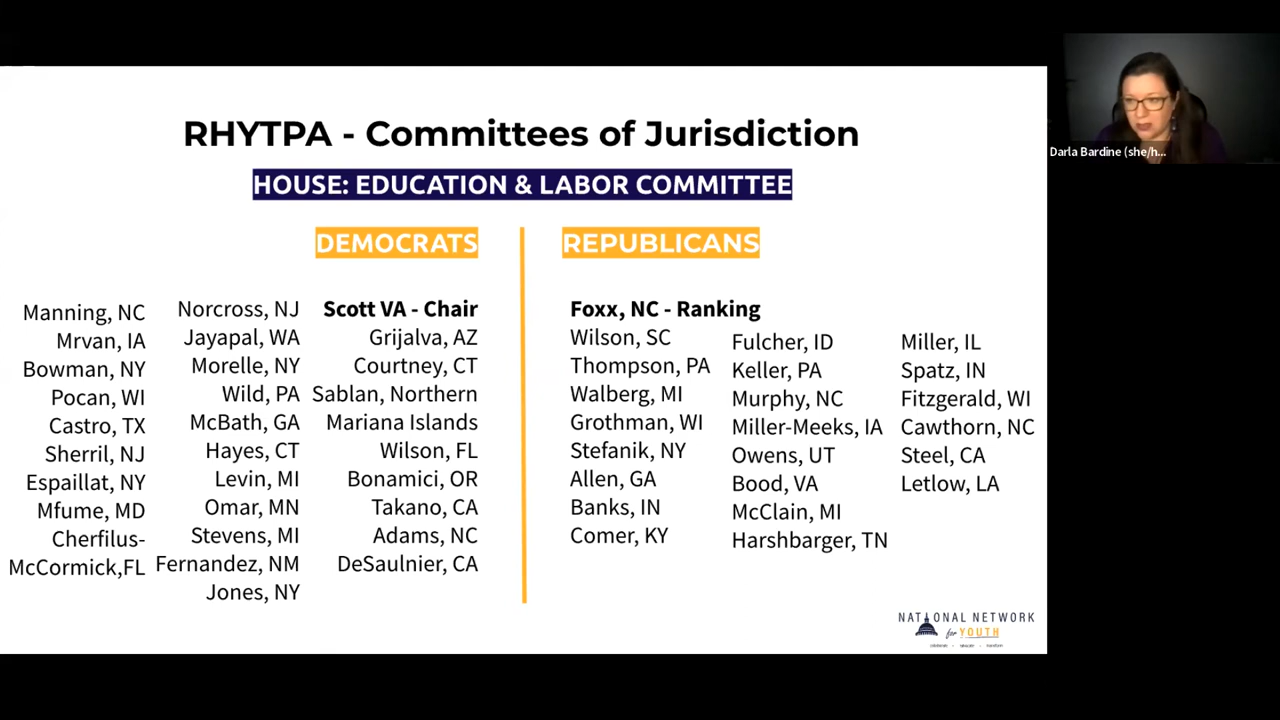 RHYTPA - Committees of Jurisdiction
HOUSE: EDUCATION & LABOR COMMITTEE
DEMOCRATS
Manning, NC
Mrvan, IA
Bowman, NY
Pocan, WI
Castro, TX
Sherril, NJ
Espaillat, NY
Mfume, MD
Cherfilus-
McCormick,FL
Norcross, NJ
Jayapal, WA
Morelle, NY
Wild, PA
McBath, GA
Hayes, CT
Levin, MI
Omar, MN
Stevens, MI
Fernandez, NM
Jones, NY
Scott VA - Chair
Grijalva, AZ
Courtney, CT
Sablan, Northern
Mariana Islands
Wilson, FL
Bonamici, OR
Takano, CA
Adams, NC
DeSaulnier, CA
REPUBLICANS
Foxx, NC - Ranking
Wilson, SC
Thompson, PA
Walberg, MI
Grothman, WI
Stefanik, NY
Allen, GA
Banks, IN
Comer, KY
Fulcher, ID
Keller, PA
Murphy, NC
Miller-Meeks, IA
Owens, UT
Bood, VA
McClain, MI
Harshbarger, TN
Miller, IL
Spatz, IN
Fitzgerald, WI
Cawthorn, NC
Steel, CA
Letlow, LA
NATIONAL NETWORK
for YOUTH
Darla Bardine (she/h...